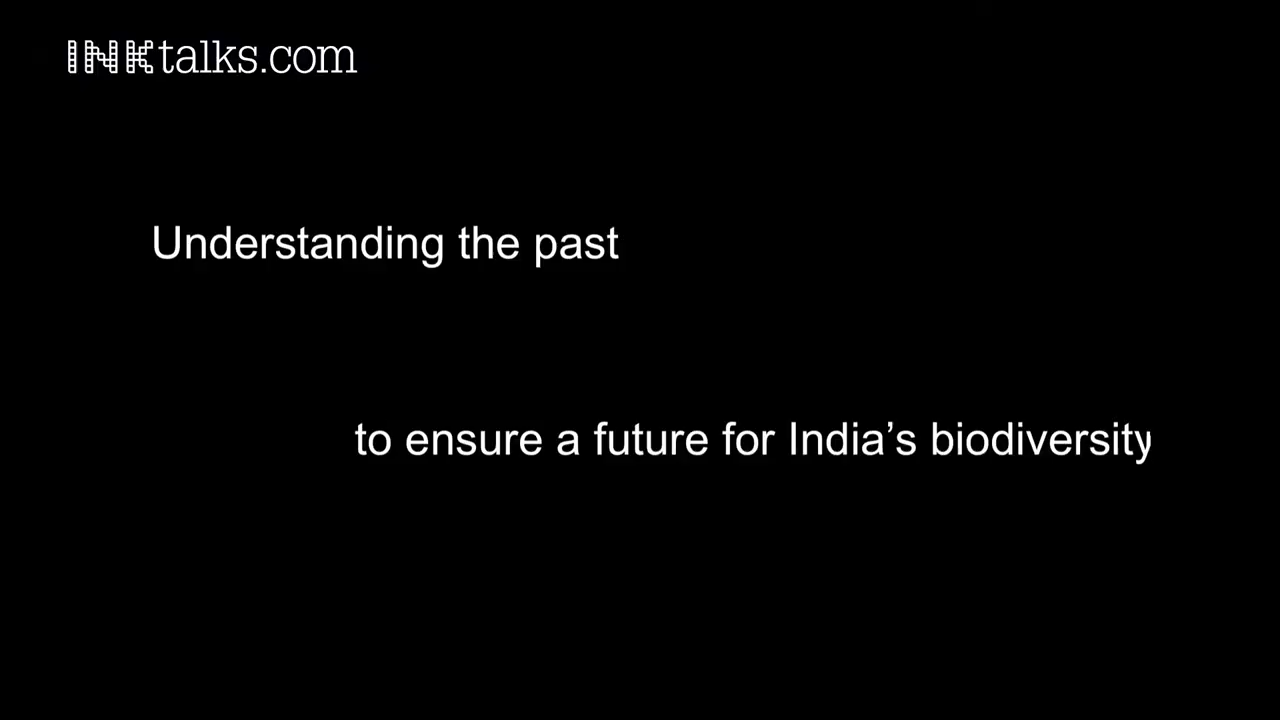 INKtalks.com
Understanding the past
to ensure a future for India’s biodiversity